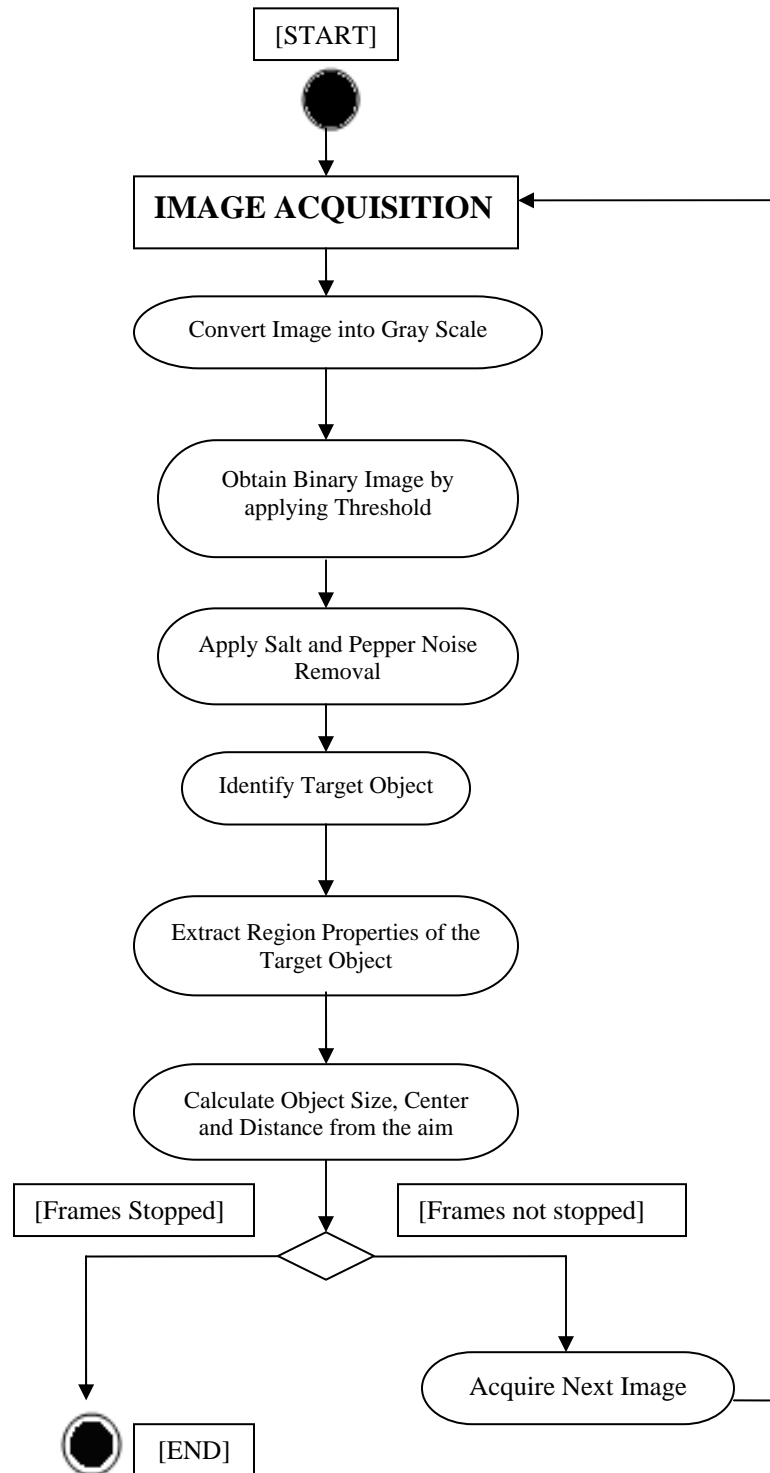 [START]
IMAGE ACQUISITION
Convert Image into Gray Scale
Obtain Binary Image by
applying Threshold
Apply Salt and Pepper Noise
Removal
Identify Target Object
Extract Region Properties of the
Target Object
Calculate Object Size, Center
and Distance from the aim
[Frames Stopped]
[Frames not stopped]
Acquire Next Image
[END]